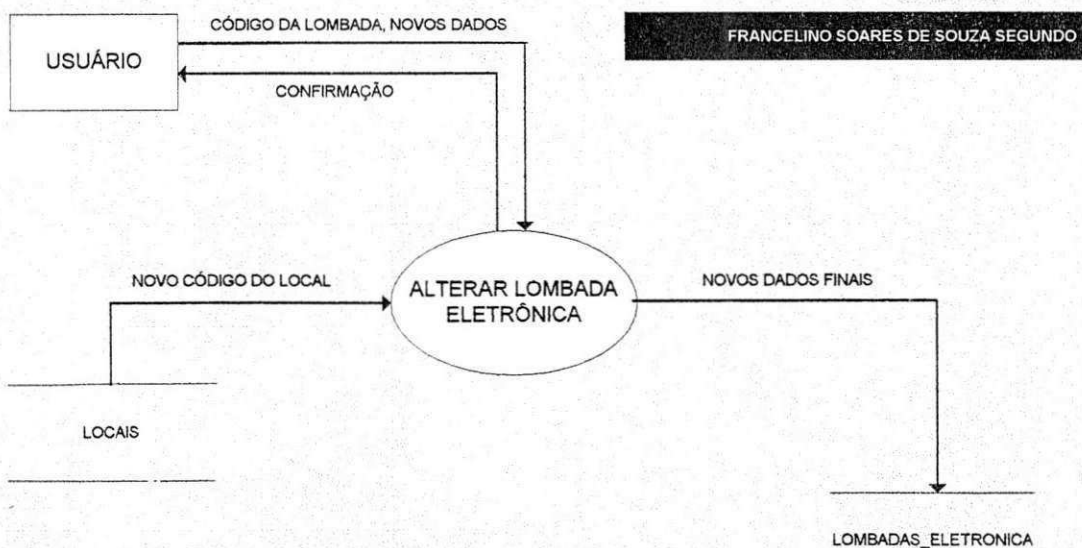 CÓDIGO DA LOMBADA, NOVOS DADOS
FRANCELINO SOARES DE SOUZA SEGUNDO
USUÁRIO
CONFIRMAÇÃO
NOVO CÓDIGO DO LOCAL
ALTERAR LOMBADA
ELETRÔNICA
NOVOS DADOS FINAIS
LOCAIS
LOMBADAS_ELETRONICA